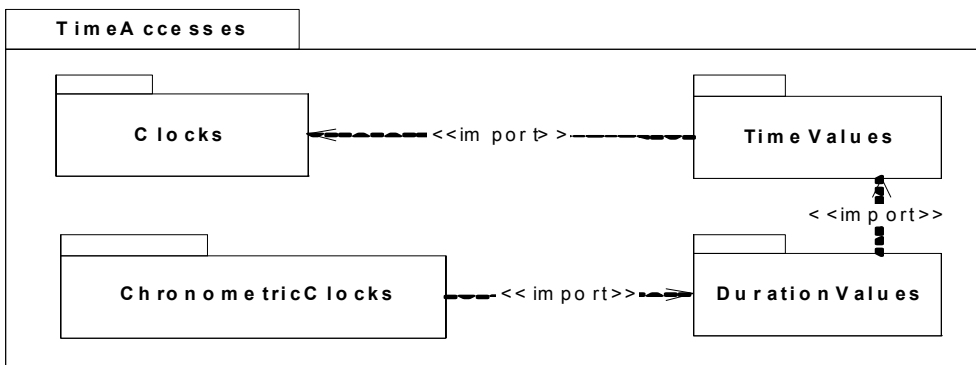 TimeAccesses
Clocks
<<import>>
TimeValues
<<import>>
ChronometricClocks
<<import>>
DurationValues